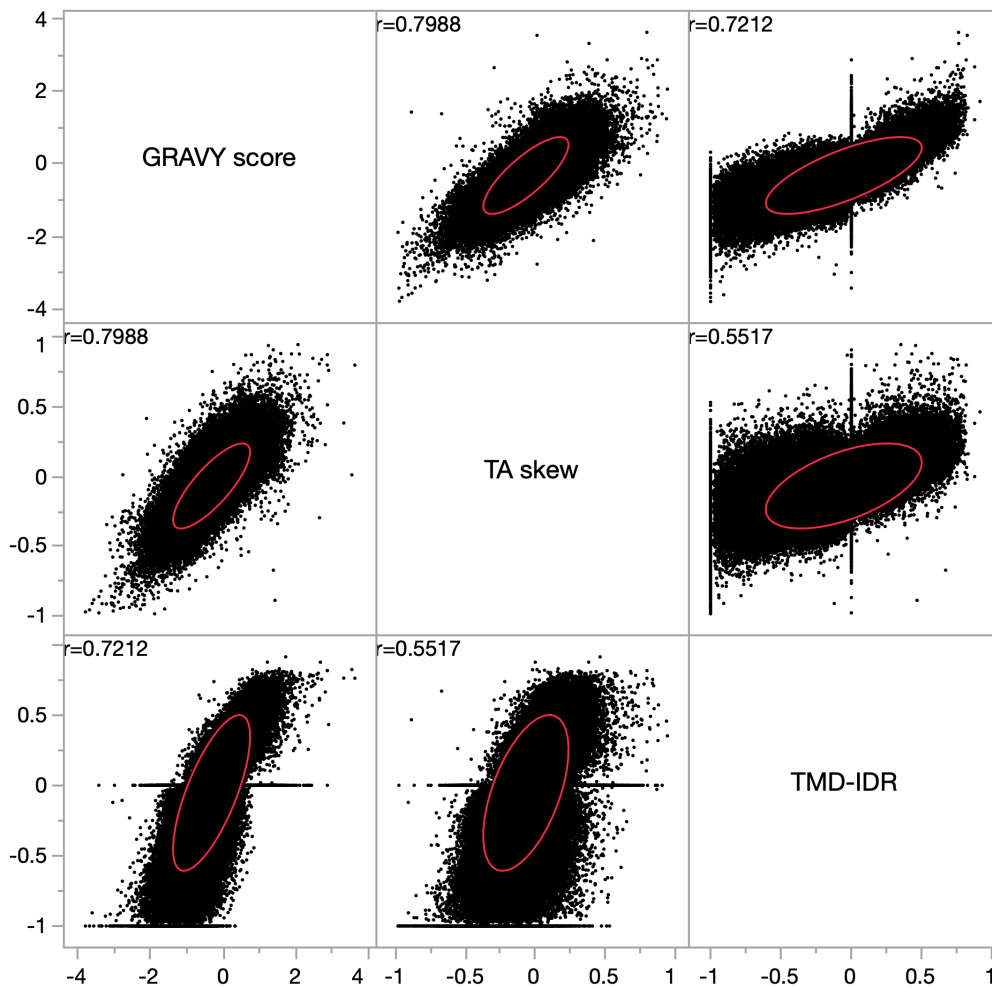 4
r=0.7988
r=0.7212
2
GRAVY score
0
-2
-4
r=0.7988
r=0.5517
1
0.5
TA skew
0
-0.5
-1
r=0.7212
r=0.5517
0.5
TMD-IDR
0
-0.5
-1
-4 -2 0 2 4 -1 -0.5 0 0.5 1 -1 -0.5 0 0.5 1